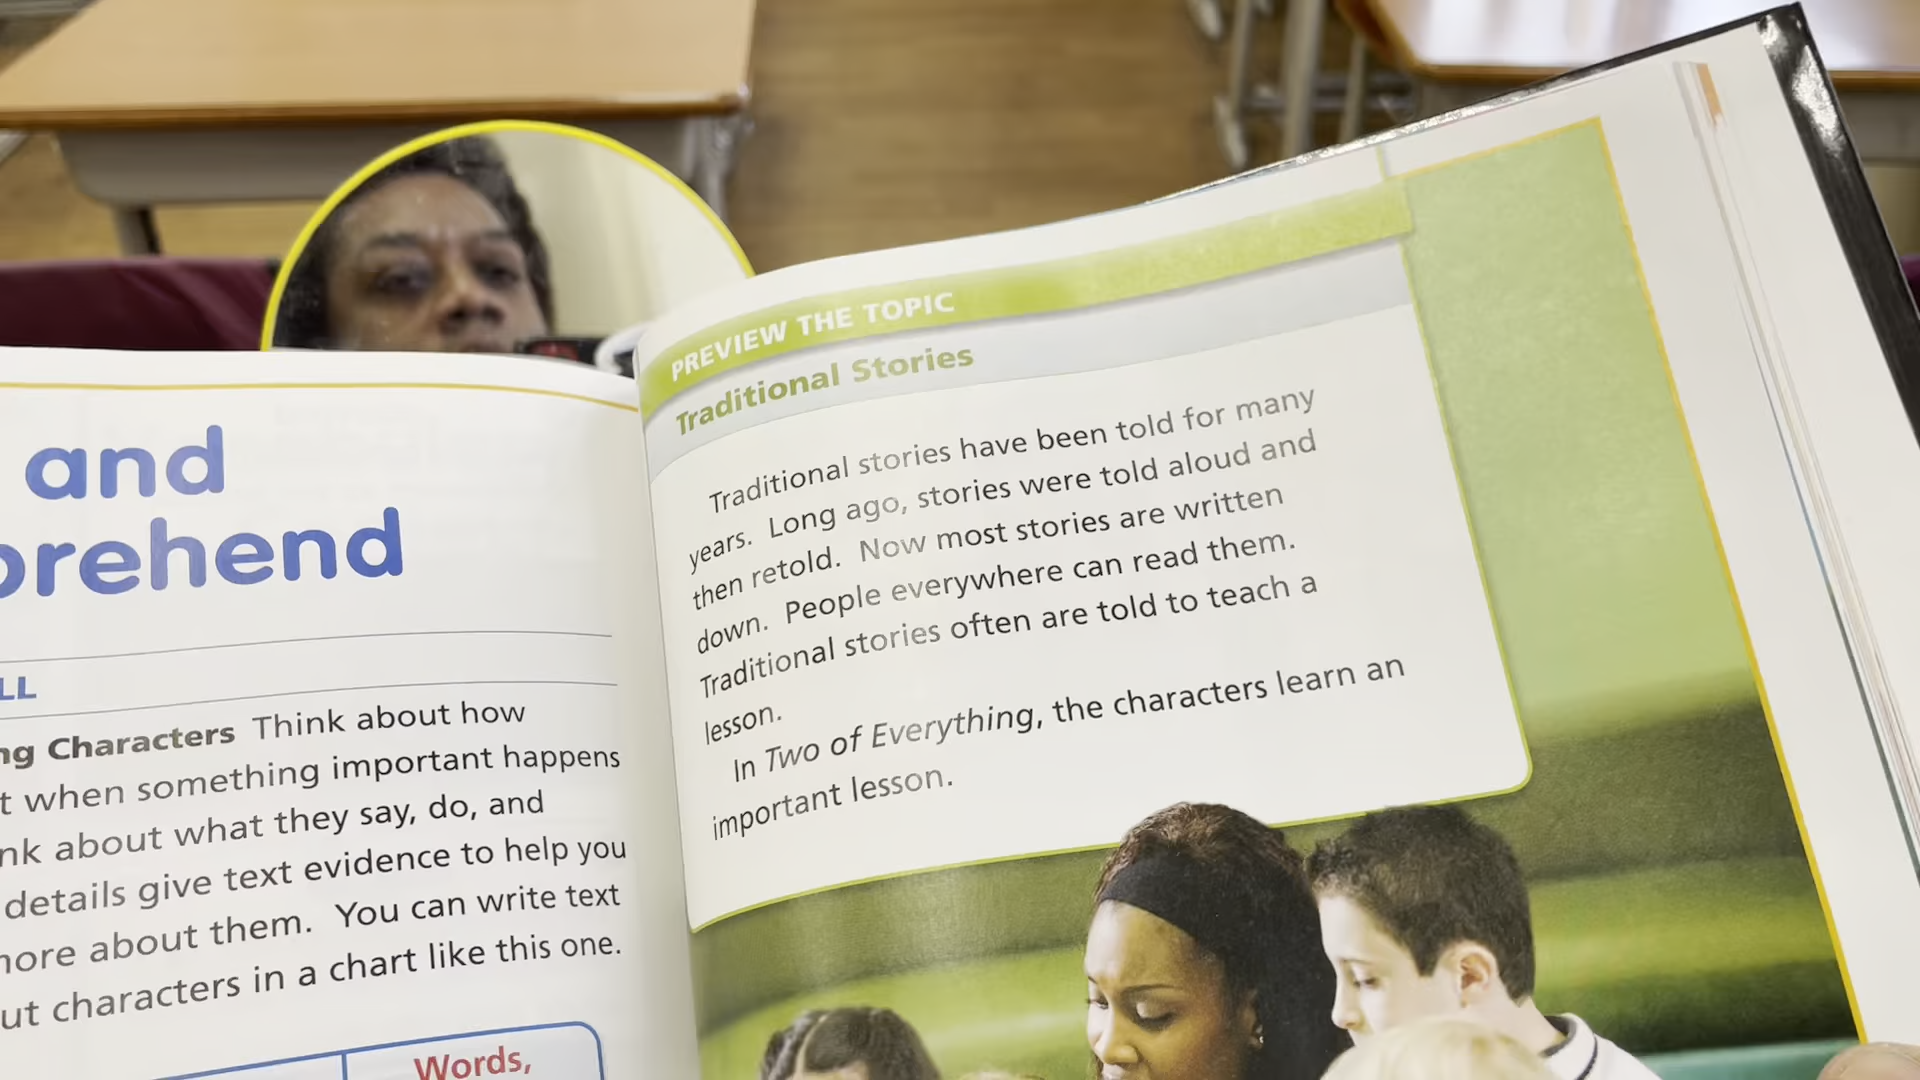 and
prehend
LL
ng Characters Think about how
t when something important happens
nk about what they say, do, and
details give text evidence to help you
more about them. You can write text
ut characters in a chart like this one.
Words,
PREVIEW THE TOPIC
Traditional Stories
Traditional stories have been told for many
years. Long ago, stories were told aloud and
then retold. Now most stories are written
down. People everywhere can read them.
Traditional stories often are told to teach a
lesson.
In Two of Everything, the characters learn an
important lesson.